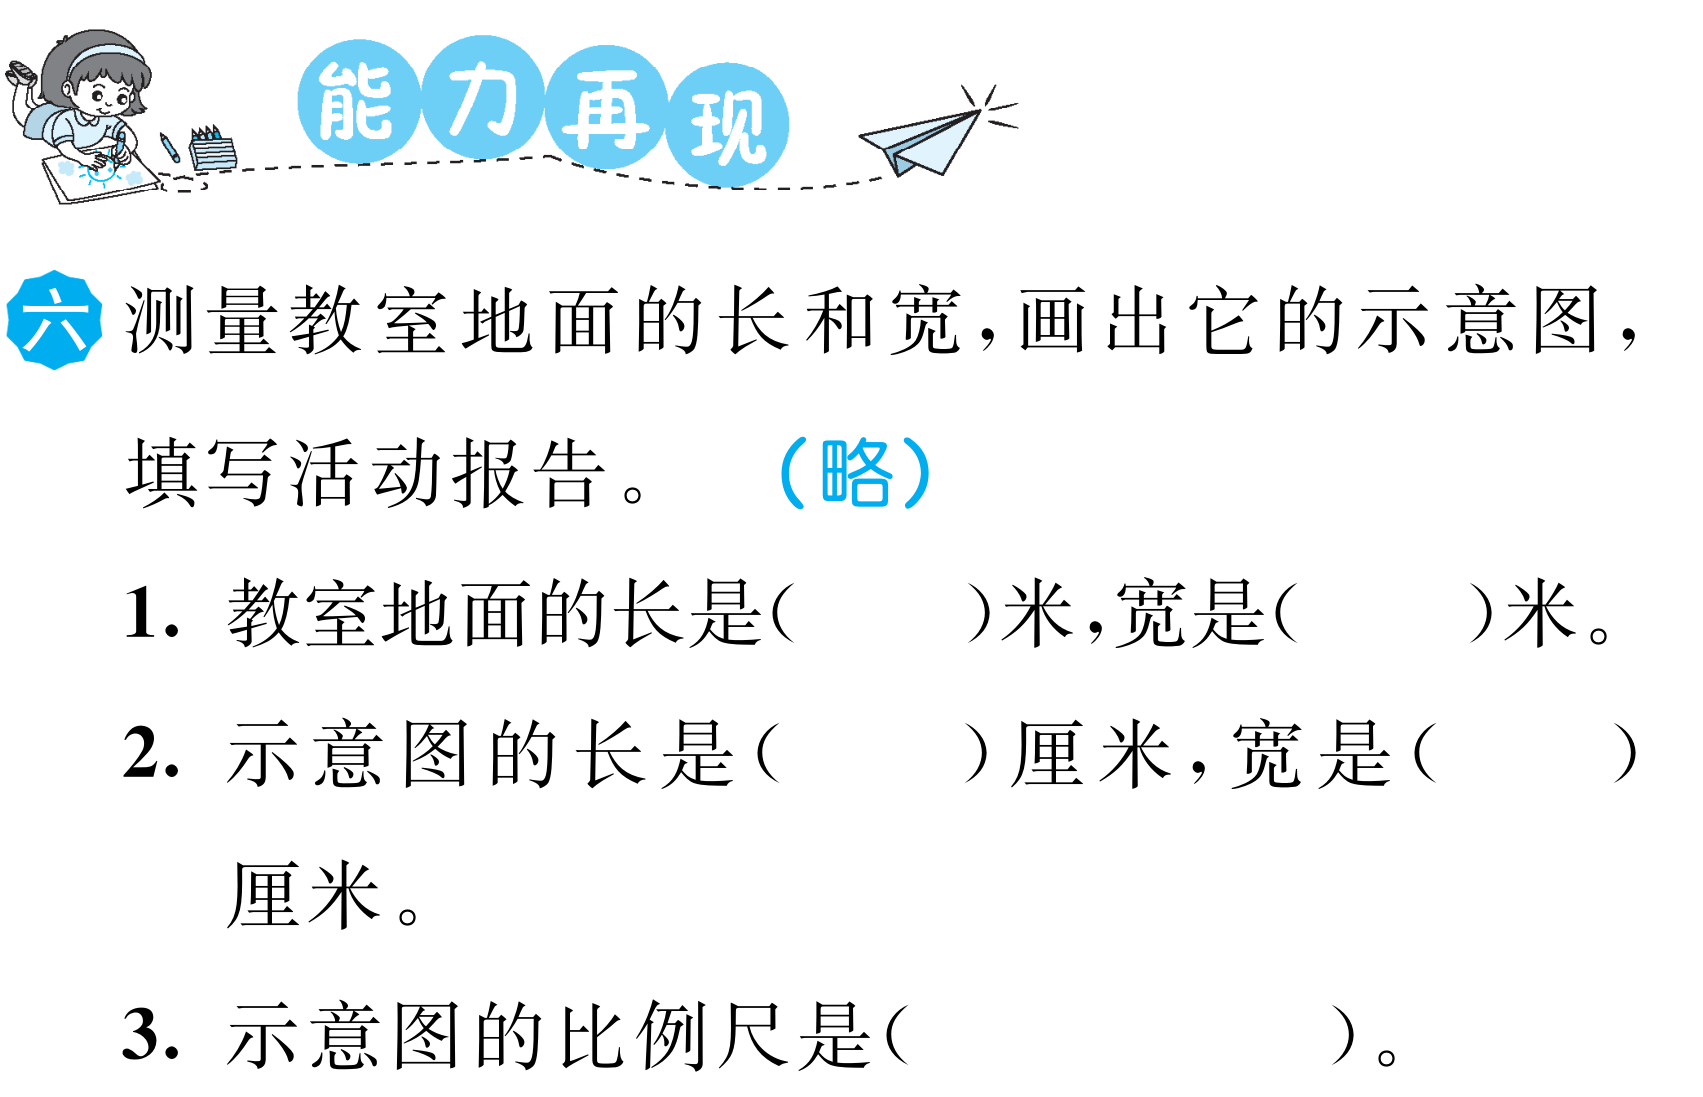 能力再现
六 测量教室地面的长和宽,画出它的示意图,
填写活动报告。 (略)
1. 教室地面的长是(  )米,宽是(  )米。
2. 示意图的长是(  )厘米,宽是(  )
厘米。
3. 示意图的比例尺是(  )。